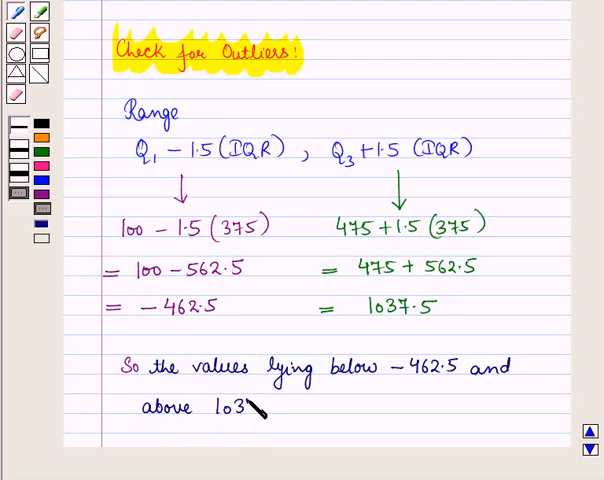 Check for Outliers!
Range
Q₁ - 1.5 (IQR) , Q₃ + 1.5 (IQR)
100 - 1.5 (375) 475 + 1.5 (375)
= 100 - 562.5 = 475 + 562.5
= - 462.5 = 1037.5
So the values lying below - 462.5 and
above 103